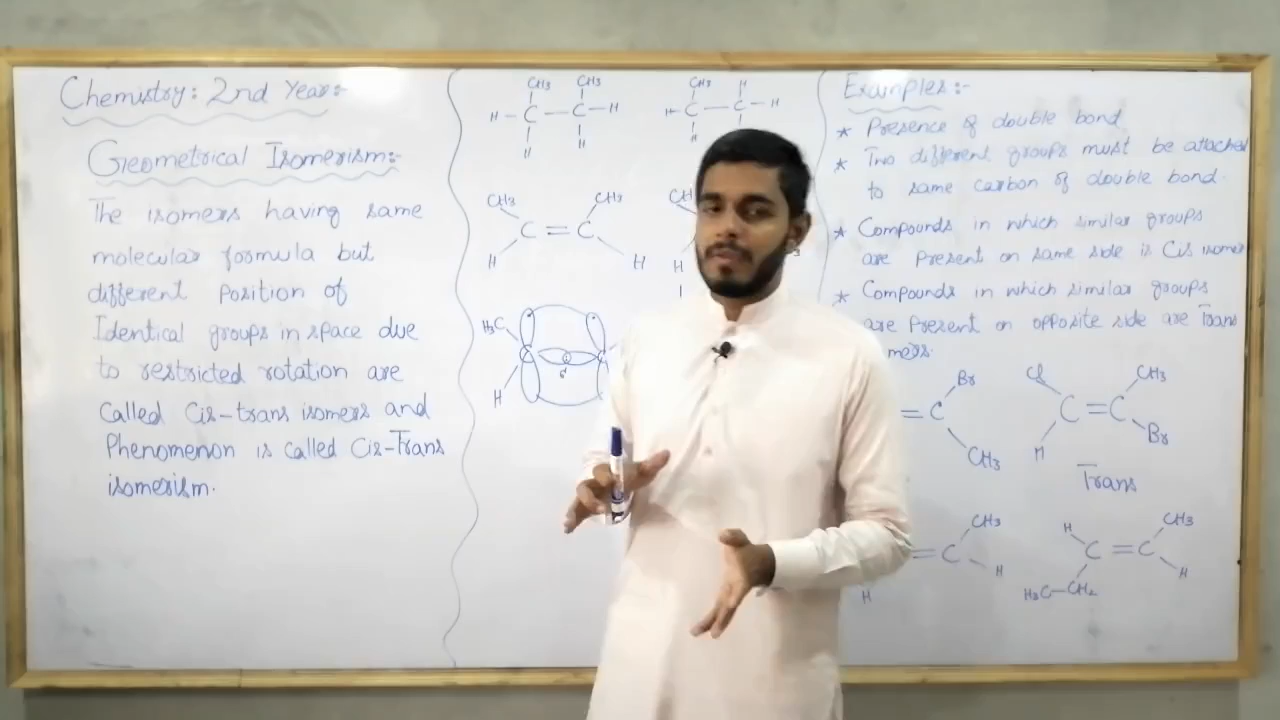 Chemistry: 2nd Year:-
Geometrical Isomerism:-
The isomers having same
molecular formula but
different Position of
Identical groups in space due
to restricted rotation are
Called Cis-trans isomers and
Phenomenon is called Cis-Trans
isomerism.
CH3 CH3
H - C - C - H
H H
CH3 H
H - C - C - H
H
CH3 CH3
C = C
H H
CH
H
H3C
C C
H
Examples:-
* Presence of double bond
* Two different groups must be attached
to same carbon of double bond.
* Compounds in which similar groups
are Present on same side is Cis isomer
* Compounds in which similar groups
are Present on opposite side are Trans
mers.
Br
= C
CH3
Cl CH3
C = C
H Br
Trans
CH3
= C
H
H
H CH3
C = C
H3C-CH2 H